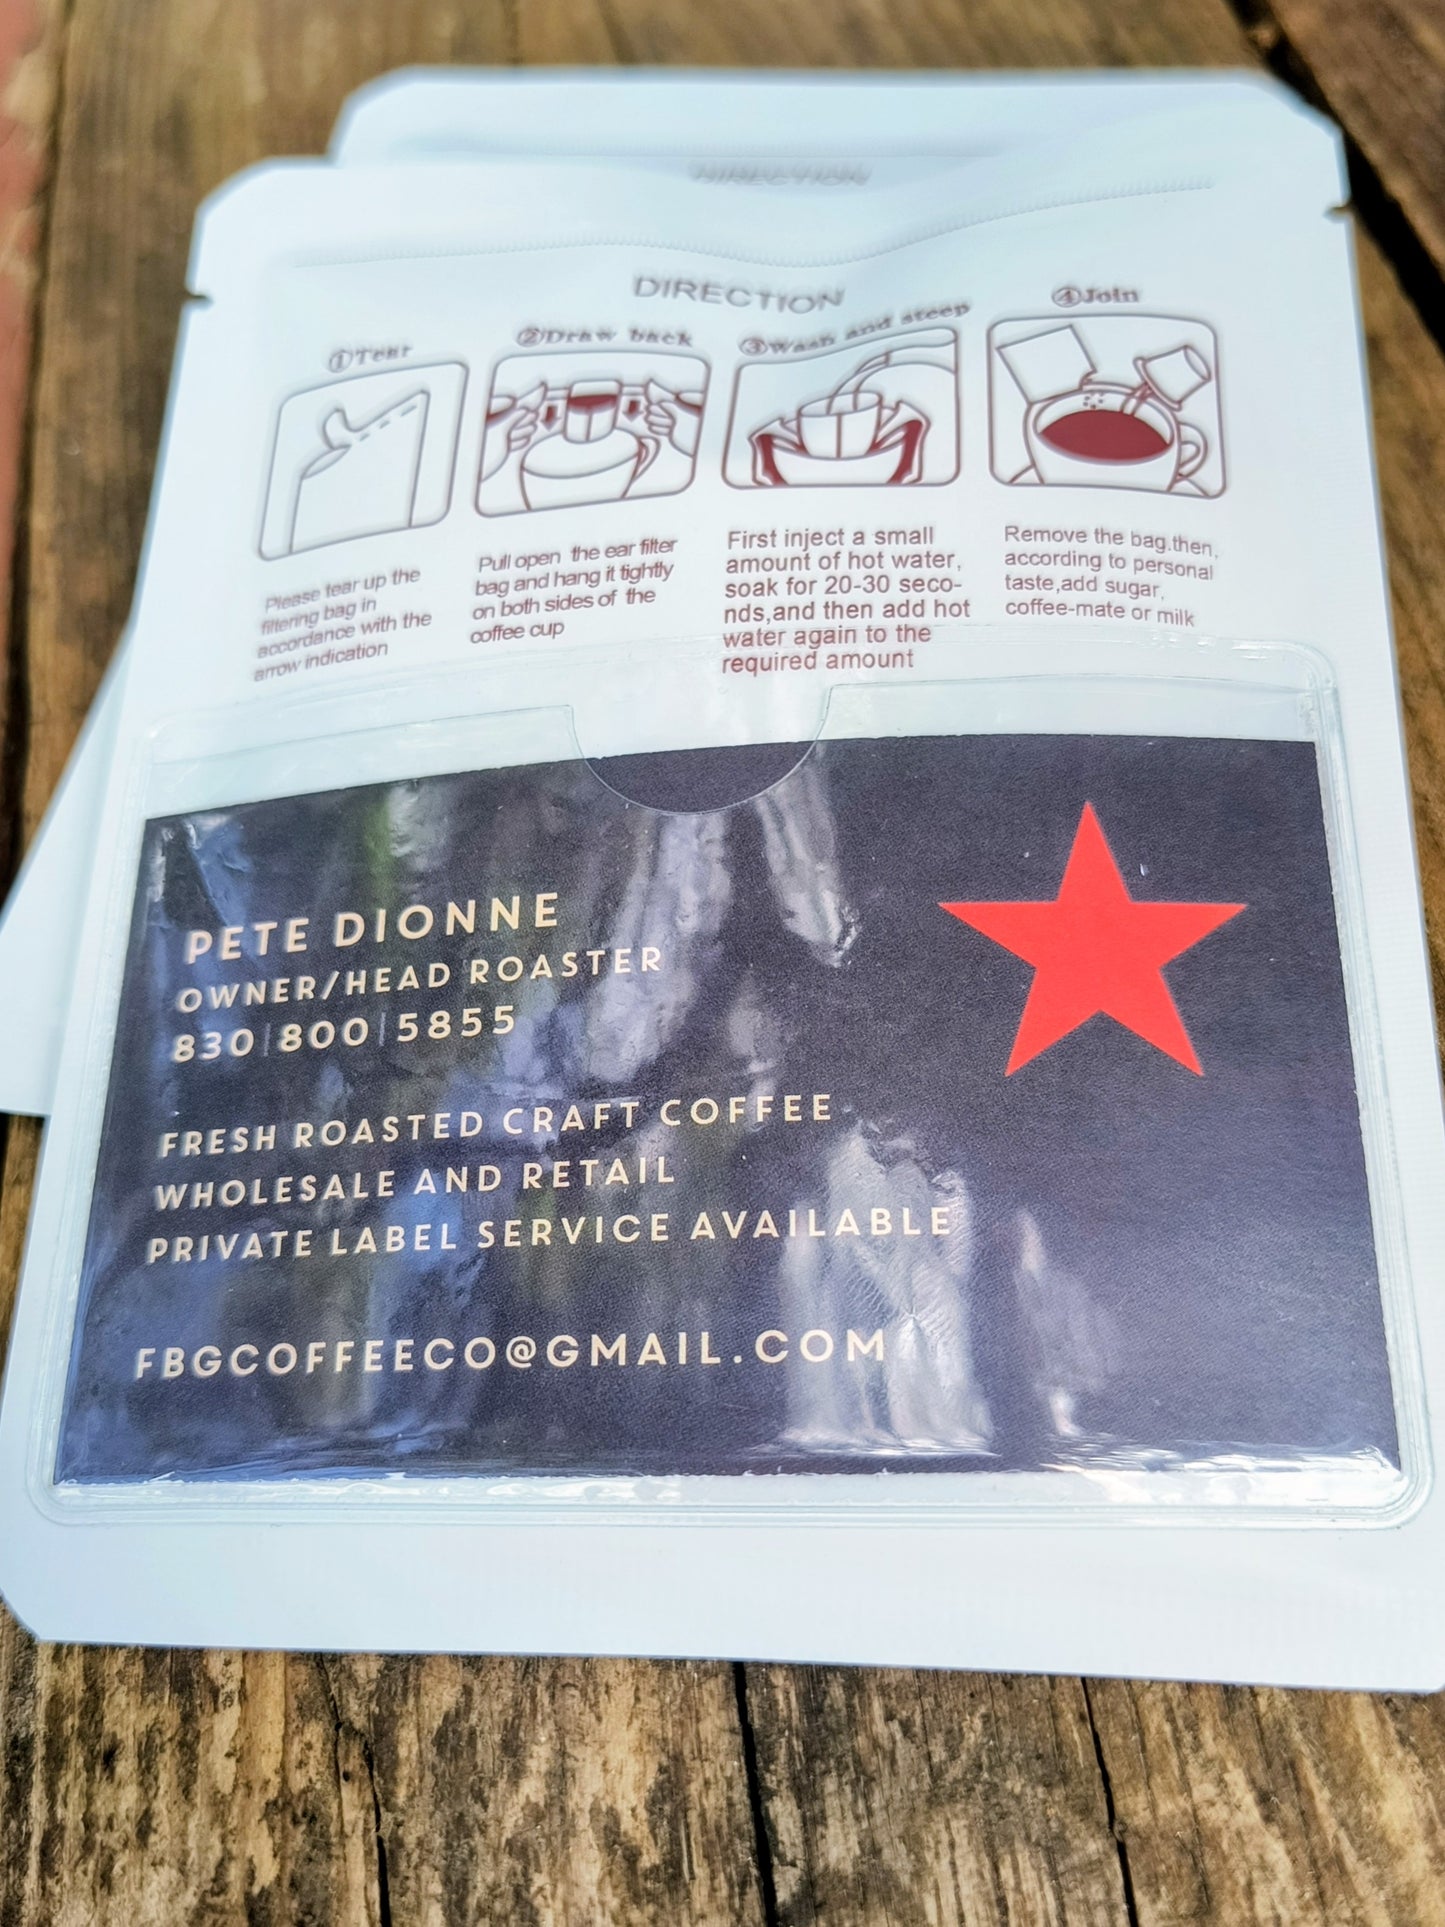 DIRECTION
DIRECTION
①Tear
②Draw back
③Wash and steep
④Join
Please tear up the
filtering bag in
accordance with the
arrow indication
Pull open the ear filter
bag and hang it tightly
on both sides of the
coffee cup
First inject a small
amount of hot water,
soak for 20-30 seco-
nds,and then add hot
water again to the
required amount
Remove the bag.then,
according to personal
taste,add sugar,
coffee-mate or milk
PETE DIONNE
OWNER/HEAD ROASTER
830|800|5855
FRESH ROASTED CRAFT COFFEE
WHOLESALE AND RETAIL
PRIVATE LABEL SERVICE AVAILABLE
FBGCOFFEECO@GMAIL.COM